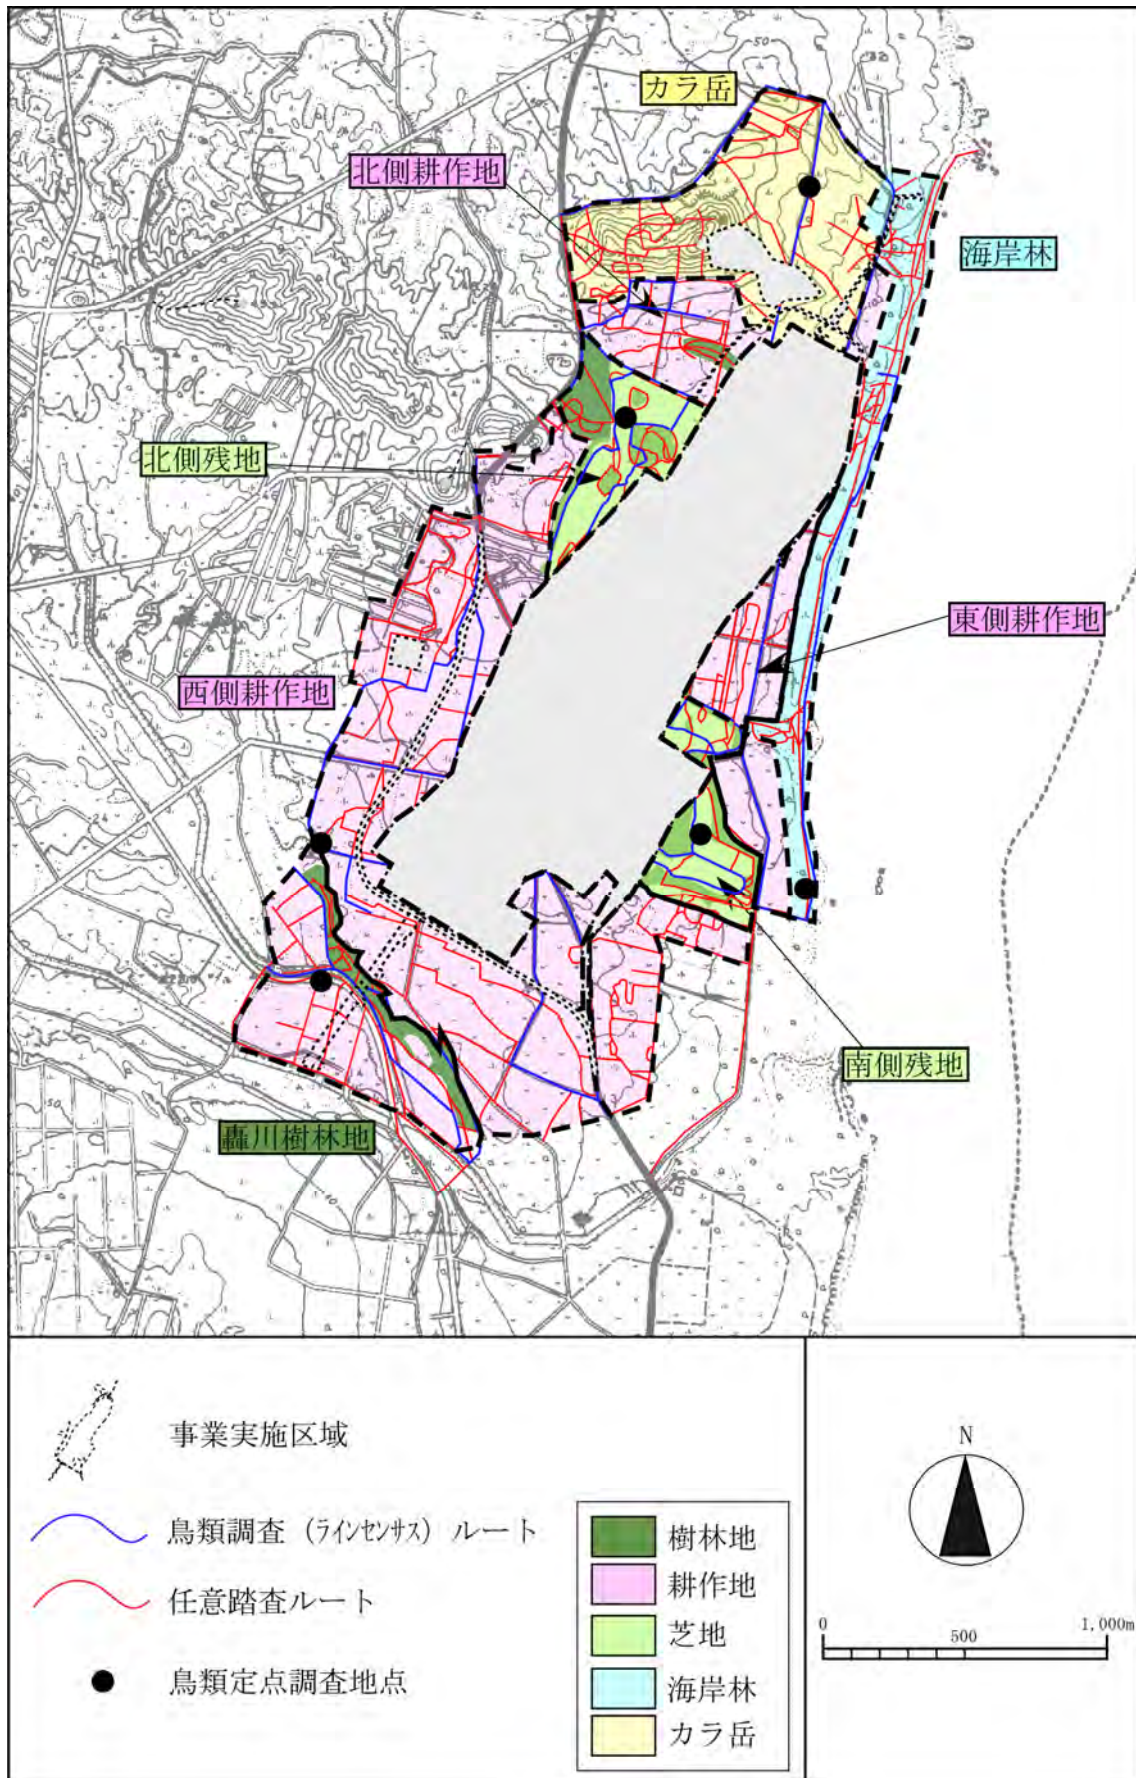 カラ岳
北側耕作地
海岸林
北側残地
東側耕作地
西側耕作地
南側残地
轟川樹林地
事業実施区域
鳥類調査（ラインセンサス）ルート
任意踏査ルート
鳥類定点調査地点
樹林地
耕作地
芝地
海岸林
カラ岳
N
0 500 1,000m